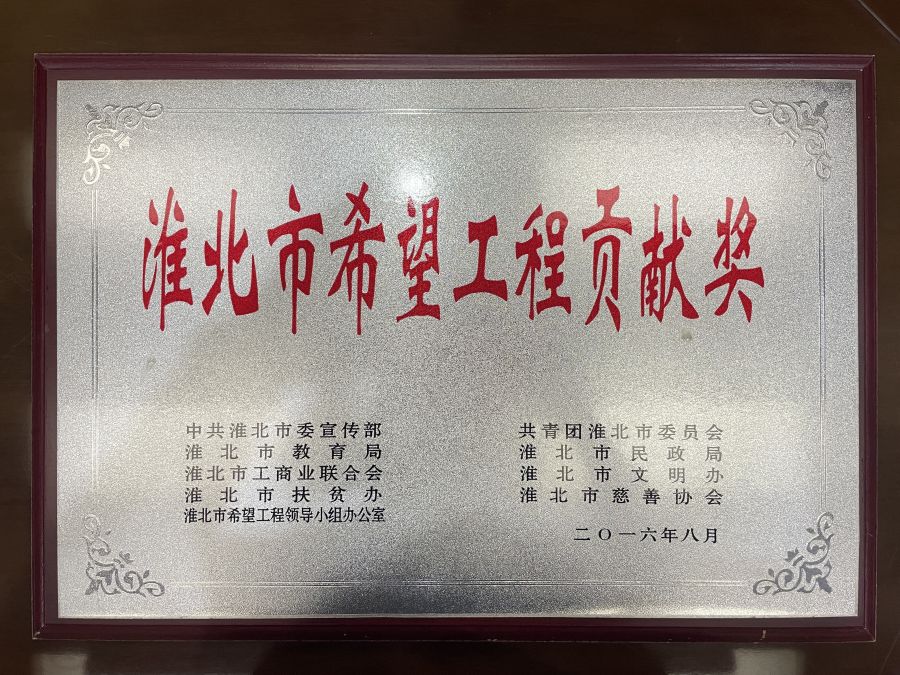 淮北市希望工程贡献奖
中共淮北市委宣传部
淮北市教育局
淮北市工商业联合会
淮北市扶贫办
淮北市希望工程领导小组办公室
共青团淮北市委员会
淮北市民政局
淮北市文明办
淮北市慈善协会
二〇一六年八月